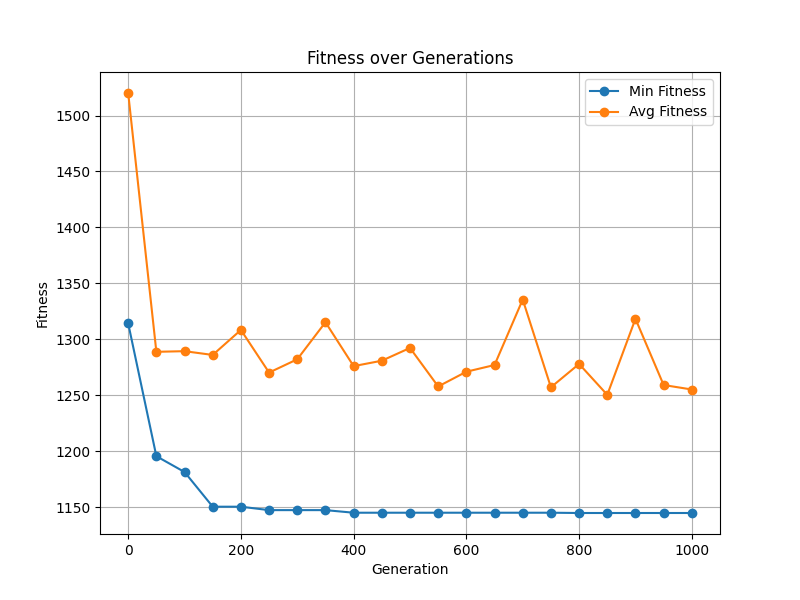 Fitness over Generations
Min Fitness
Avg Fitness
1500
1450
1400
1350
1300
1250
1200
1150
Fitness
0 200 400 600 800 1000
Generation